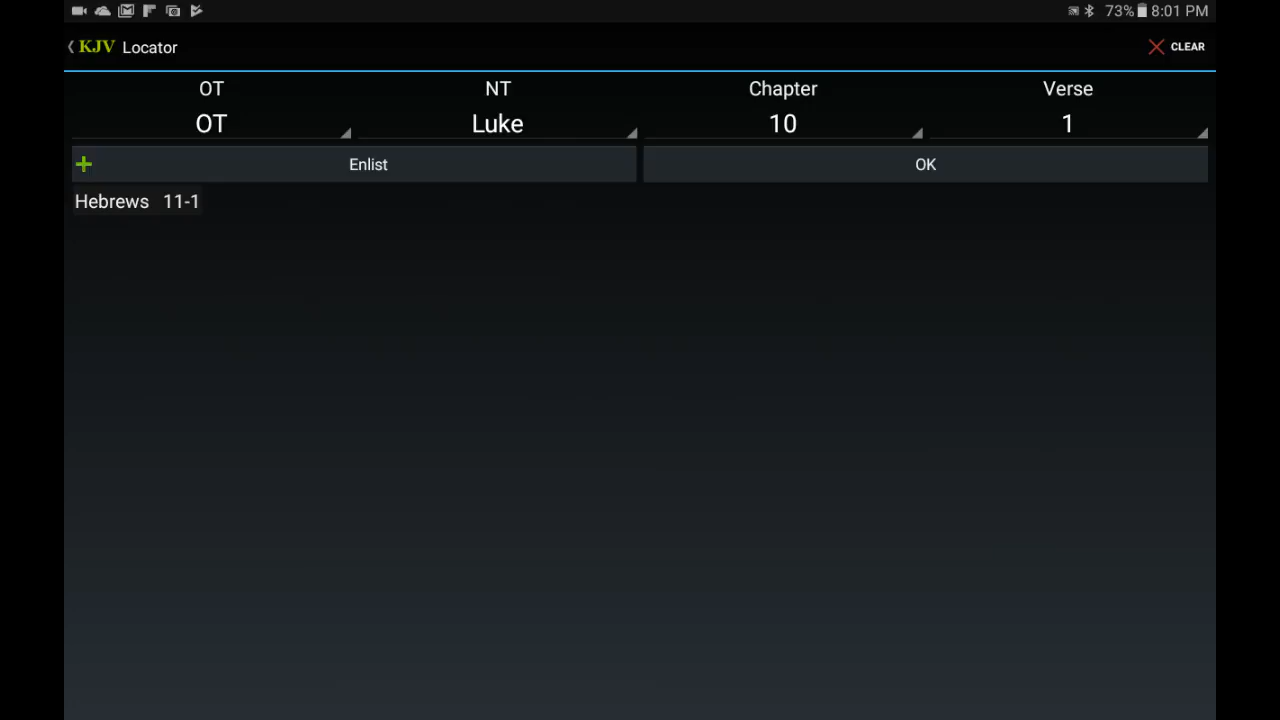 73% 8:01 PM
KJV Locator CLEAR
OT NT Chapter Verse
OT Luke 10 1
Enlist OK
Hebrews 11-1